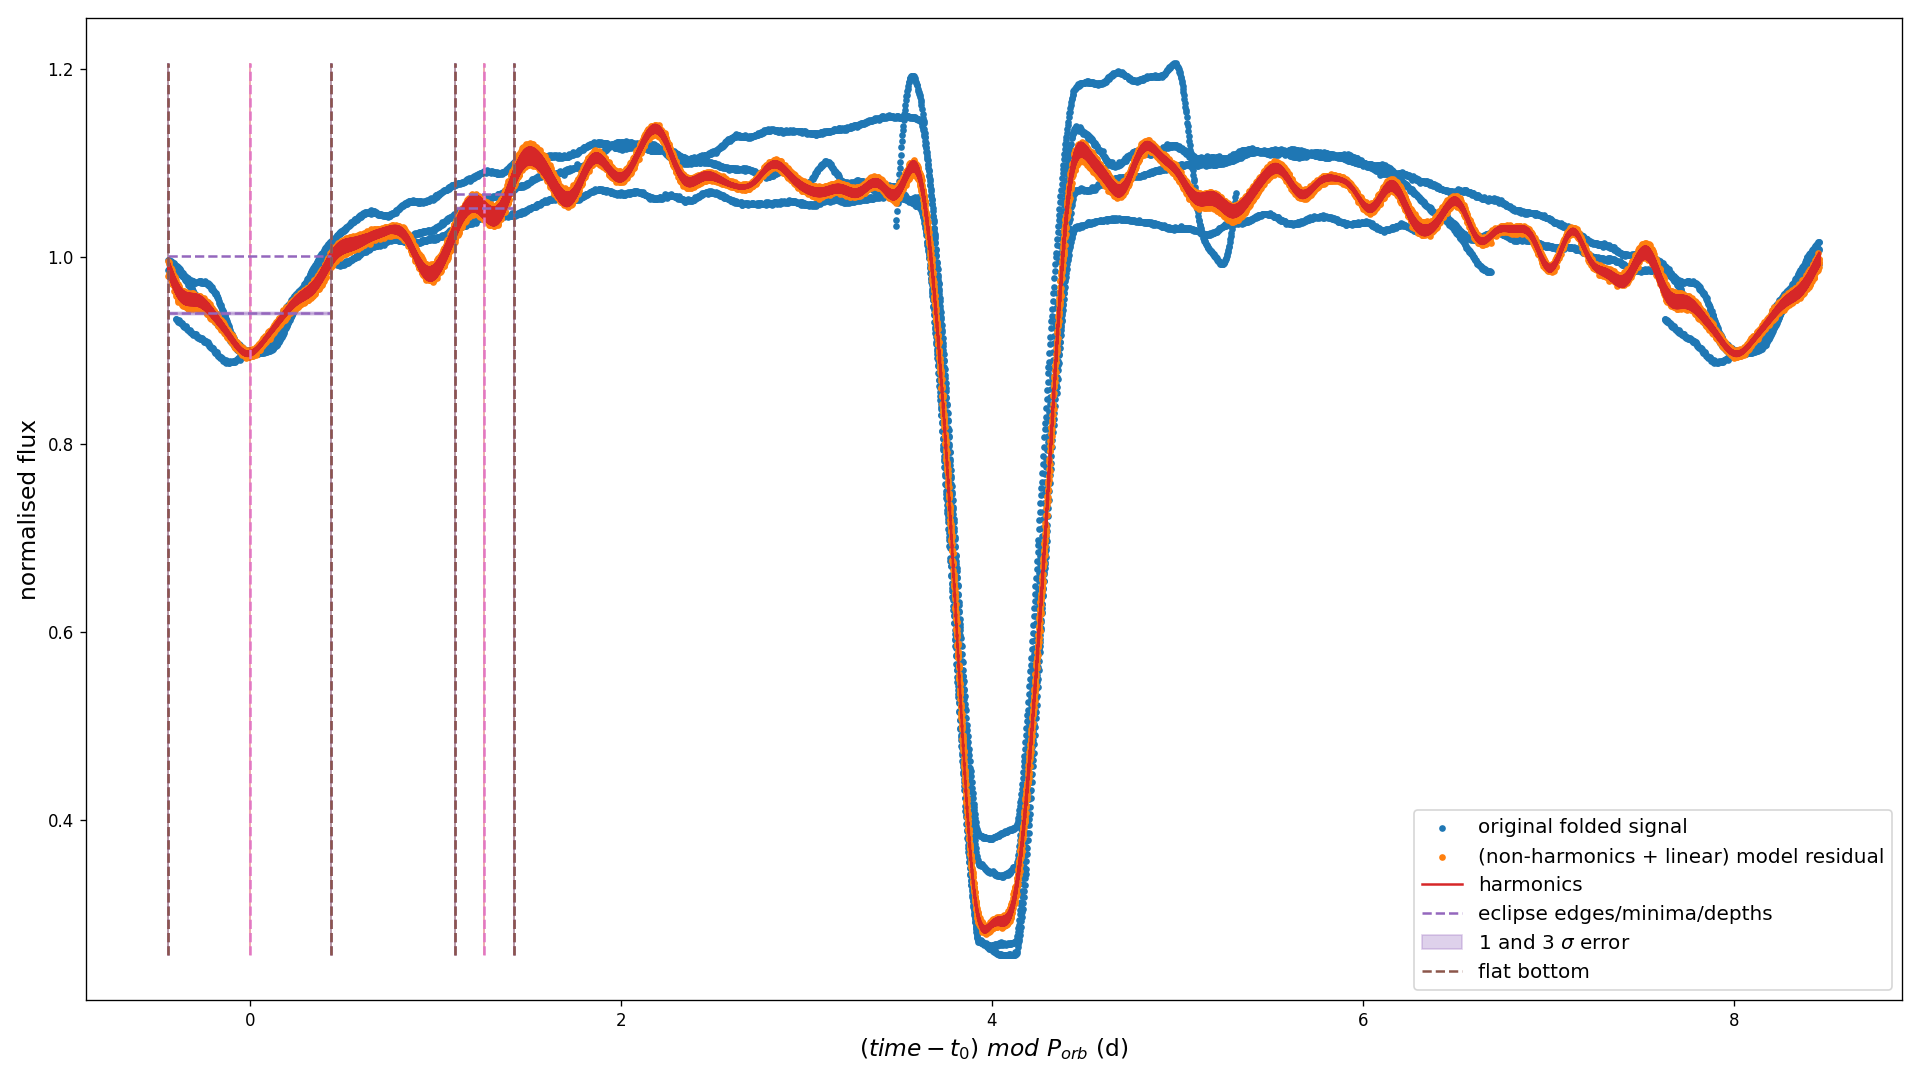 1.2
1.0
0.8
0.6
0.4
normalised flux
0
2
4
6
8
(time − t₀) mod Pₒᵣb (d)
original folded signal
(non-harmonics + linear) model residual
harmonics
eclipse edges/minima/depths
1 and 3 σ error
flat bottom